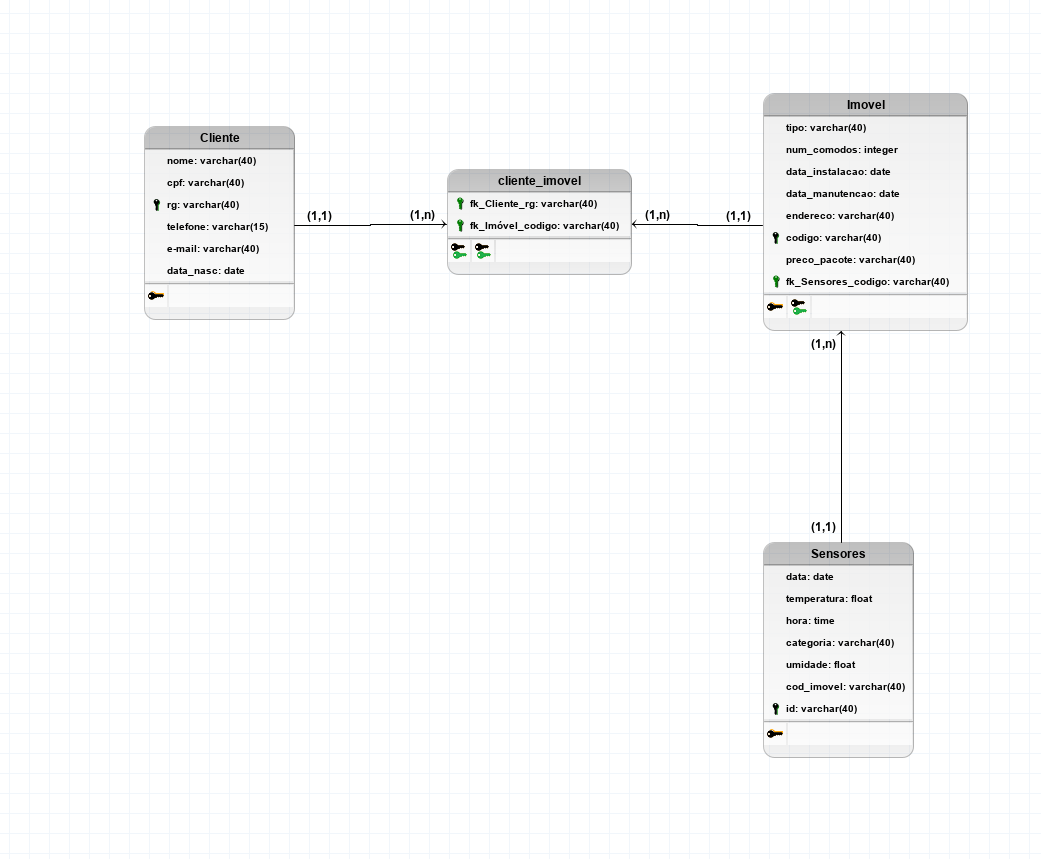 Cliente
nome: varchar(40)
cpf: varchar(40)
rg: varchar(40)
telefone: varchar(15)
e-mail: varchar(40)
data_nasc: date
(1,1)
(1,n)
cliente_imovel
fk_Cliente_rg: varchar(40)
fk_Imóvel_codigo: varchar(40)
(1,n)
(1,1)
Imovel
tipo: varchar(40)
num_comodos: integer
data_instalacao: date
data_manutencao: date
endereco: varchar(40)
codigo: varchar(40)
preco_pacote: varchar(40)
fk_Sensores_codigo: varchar(40)
(1,n)
(1,1)
Sensores
data: date
temperatura: float
hora: time
categoria: varchar(40)
umidade: float
cod_imovel: varchar(40)
id: varchar(40)